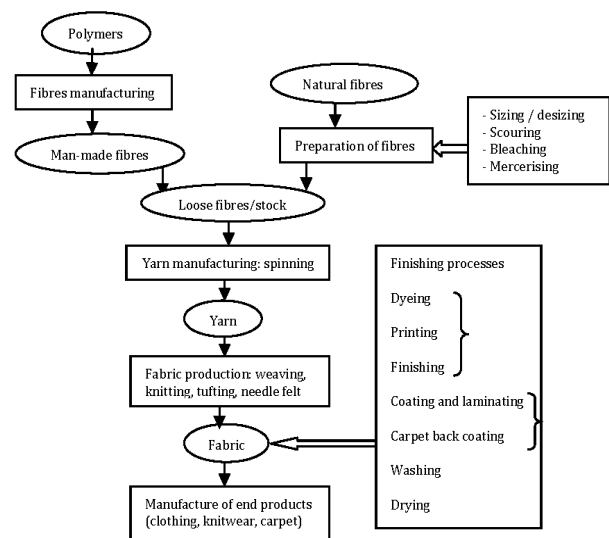 Polymers
Fibres manufacturing
Man-made fibres
Natural fibres
Preparation of fibres
- Sizing / desizing
- Scouring
- Bleaching
- Mercerising
Loose fibres/stock
Yarn manufacturing: spinning
Yarn
Fabric production: weaving,
knitting, tufting, needle felt
Fabric
Manufacture of end products
(clothing, knitwear, carpet)
Finishing processes
Dyeing
Printing
Finishing
Coating and laminating
Carpet back coating
Washing
Drying